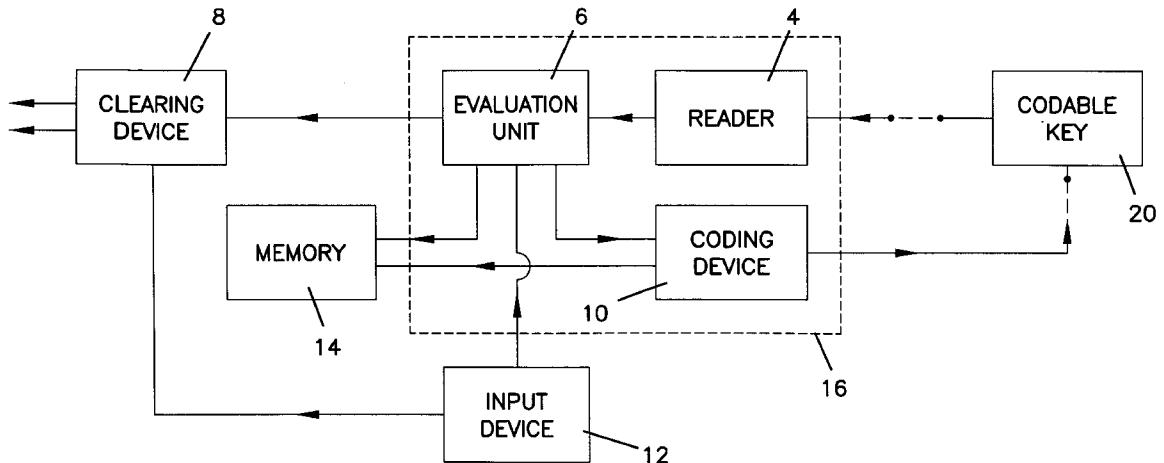 8
6
4
CLEARING
DEVICE
EVALUATION
UNIT
READER
CODABLE
KEY
20
MEMORY
CODING
DEVICE
10
14
16
INPUT
DEVICE
12